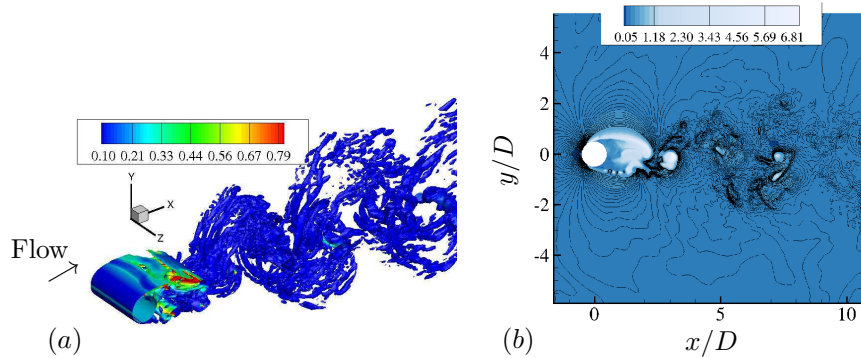 0.10 0.21 0.33 0.44 0.56 0.67 0.79
Y
X
Z
Flow
(a)
0.05 1.18 2.30 3.43 4.56 5.69 6.81
4
2
0
-2
-4
y/D
0 5 10
x/D
(b)